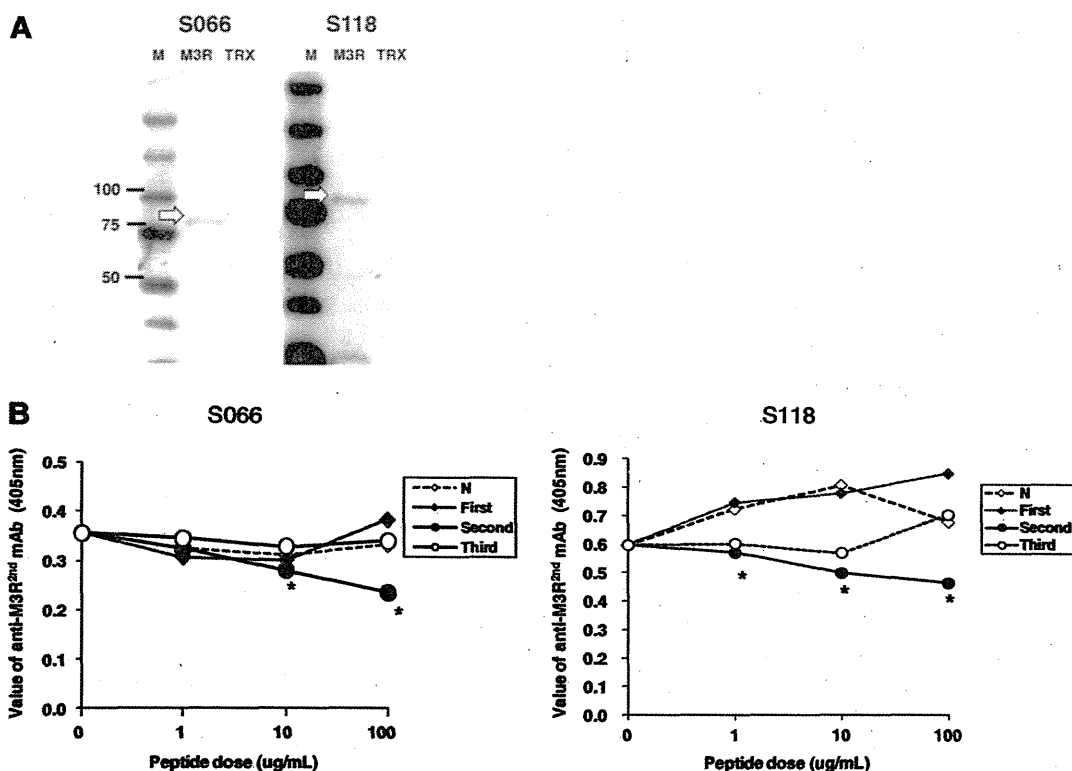 A
S066
S118
M M3R TRX
M M3R TRX
100
75
50
B
S066
S118
Value of anti-M3R2nd mAb (405nm)
0.5
0.4
0.3
0.2
0.1
0.0
0 1 10 100
Peptide dose (ug/mL)
* *
N
First
Second
Third
Value of anti-M3R2nd mAb (405nm)
0.9
0.8
0.7
0.6
0.5
0.4
0.3
0.2
0.1
0.0
0 1 10 100
Peptide dose (ug/mL)
* * *
N
First
Second
Third